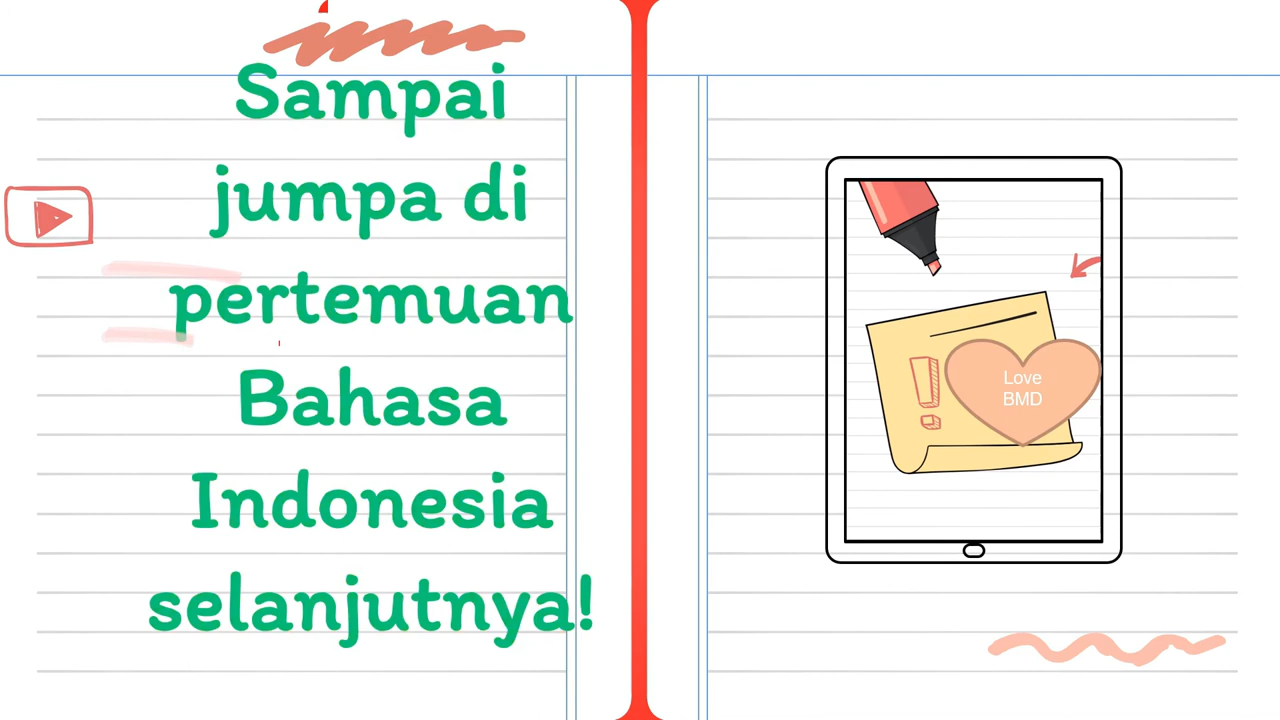 Sampai
jumpa di
pertemuan
Bahasa
Indonesia
selanjutnya!
Love
BMD